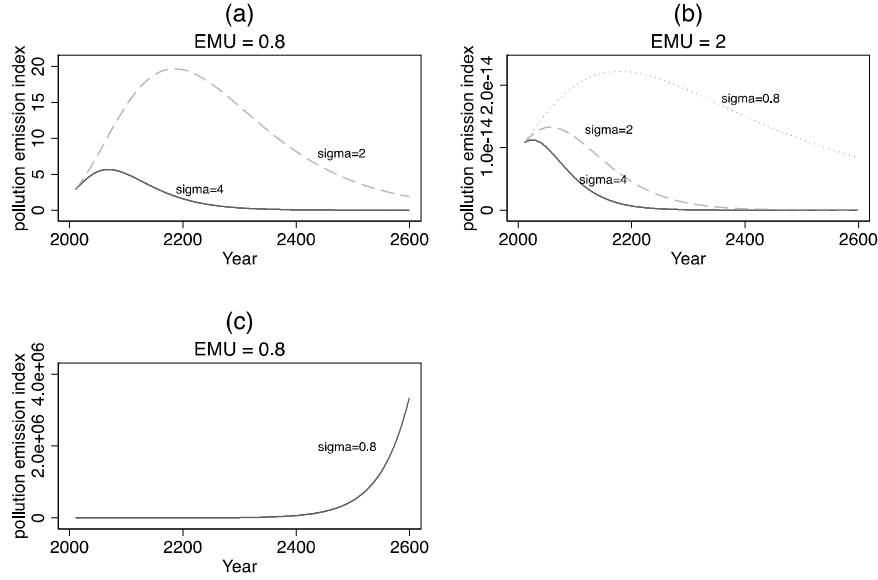 (a)
EMU = 0.8
pollution emission index
20
15
10
5
0
sigma=2
sigma=4
2000 2200 2400 2600
Year
(b)
EMU = 2
pollution emission index
2.0e-14
1.0e-14
0
sigma=0.8
sigma=2
sigma=4
2000 2200 2400 2600
Year
(c)
EMU = 0.8
pollution emission index
4.0e+06
2.0e+06
0
sigma=0.8
2000 2200 2400 2600
Year